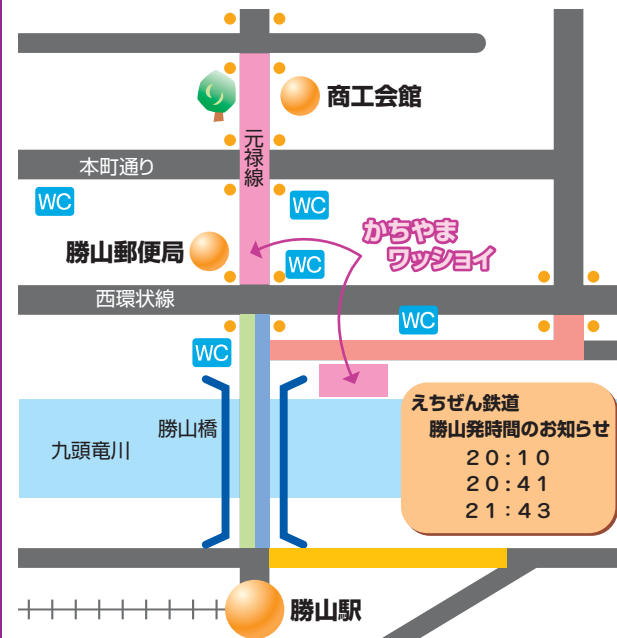 商工会館
元禄線
本町通り
WC
WC
かちやま
ワッショイ
勝山郵便局
WC
西環状線
WC
WC
えちぜん鉄道
勝山発時間のお知らせ
20:10
20:41
21:43
勝山橋
九頭竜川
勝山駅